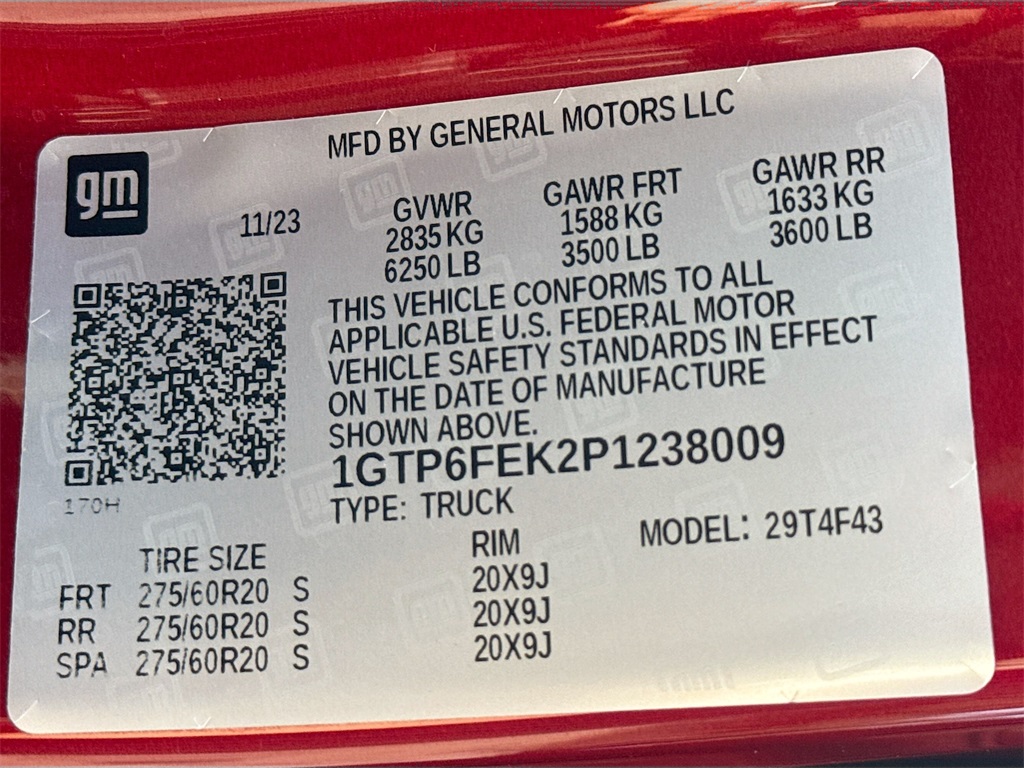 MFD BY GENERAL MOTORS LLC
gm
11/23
GVWR
2835 KG
6250 LB
GAWR FRT
1588 KG
3500 LB
GAWR RR
1633 KG
3600 LB
THIS VEHICLE CONFORMS TO ALL
APPLICABLE U.S. FEDERAL MOTOR
VEHICLE SAFETY STANDARDS IN EFFECT
ON THE DATE OF MANUFACTURE
SHOWN ABOVE.
1GTP6FEK2P1238009
170H
TYPE: TRUCK
MODEL: 29T4F43
TIRE SIZE RIM
FRT 275/60R20 S 20X9J
RR 275/60R20 S 20X9J
SPA 275/60R20 S 20X9J